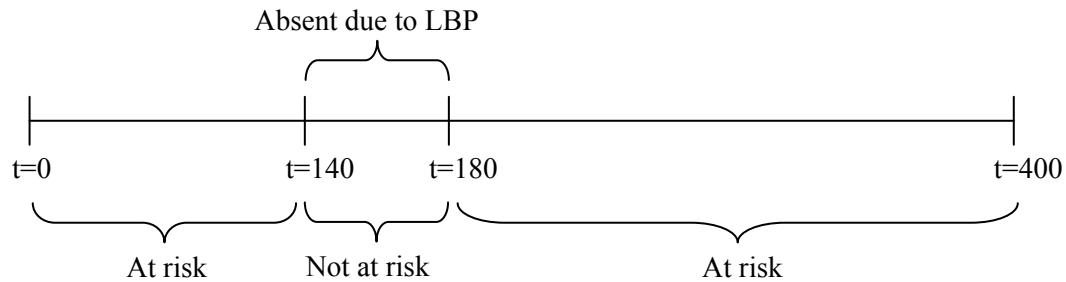 Absent due to LBP
t=0
t=140
t=180
t=400
At risk
Not at risk
At risk